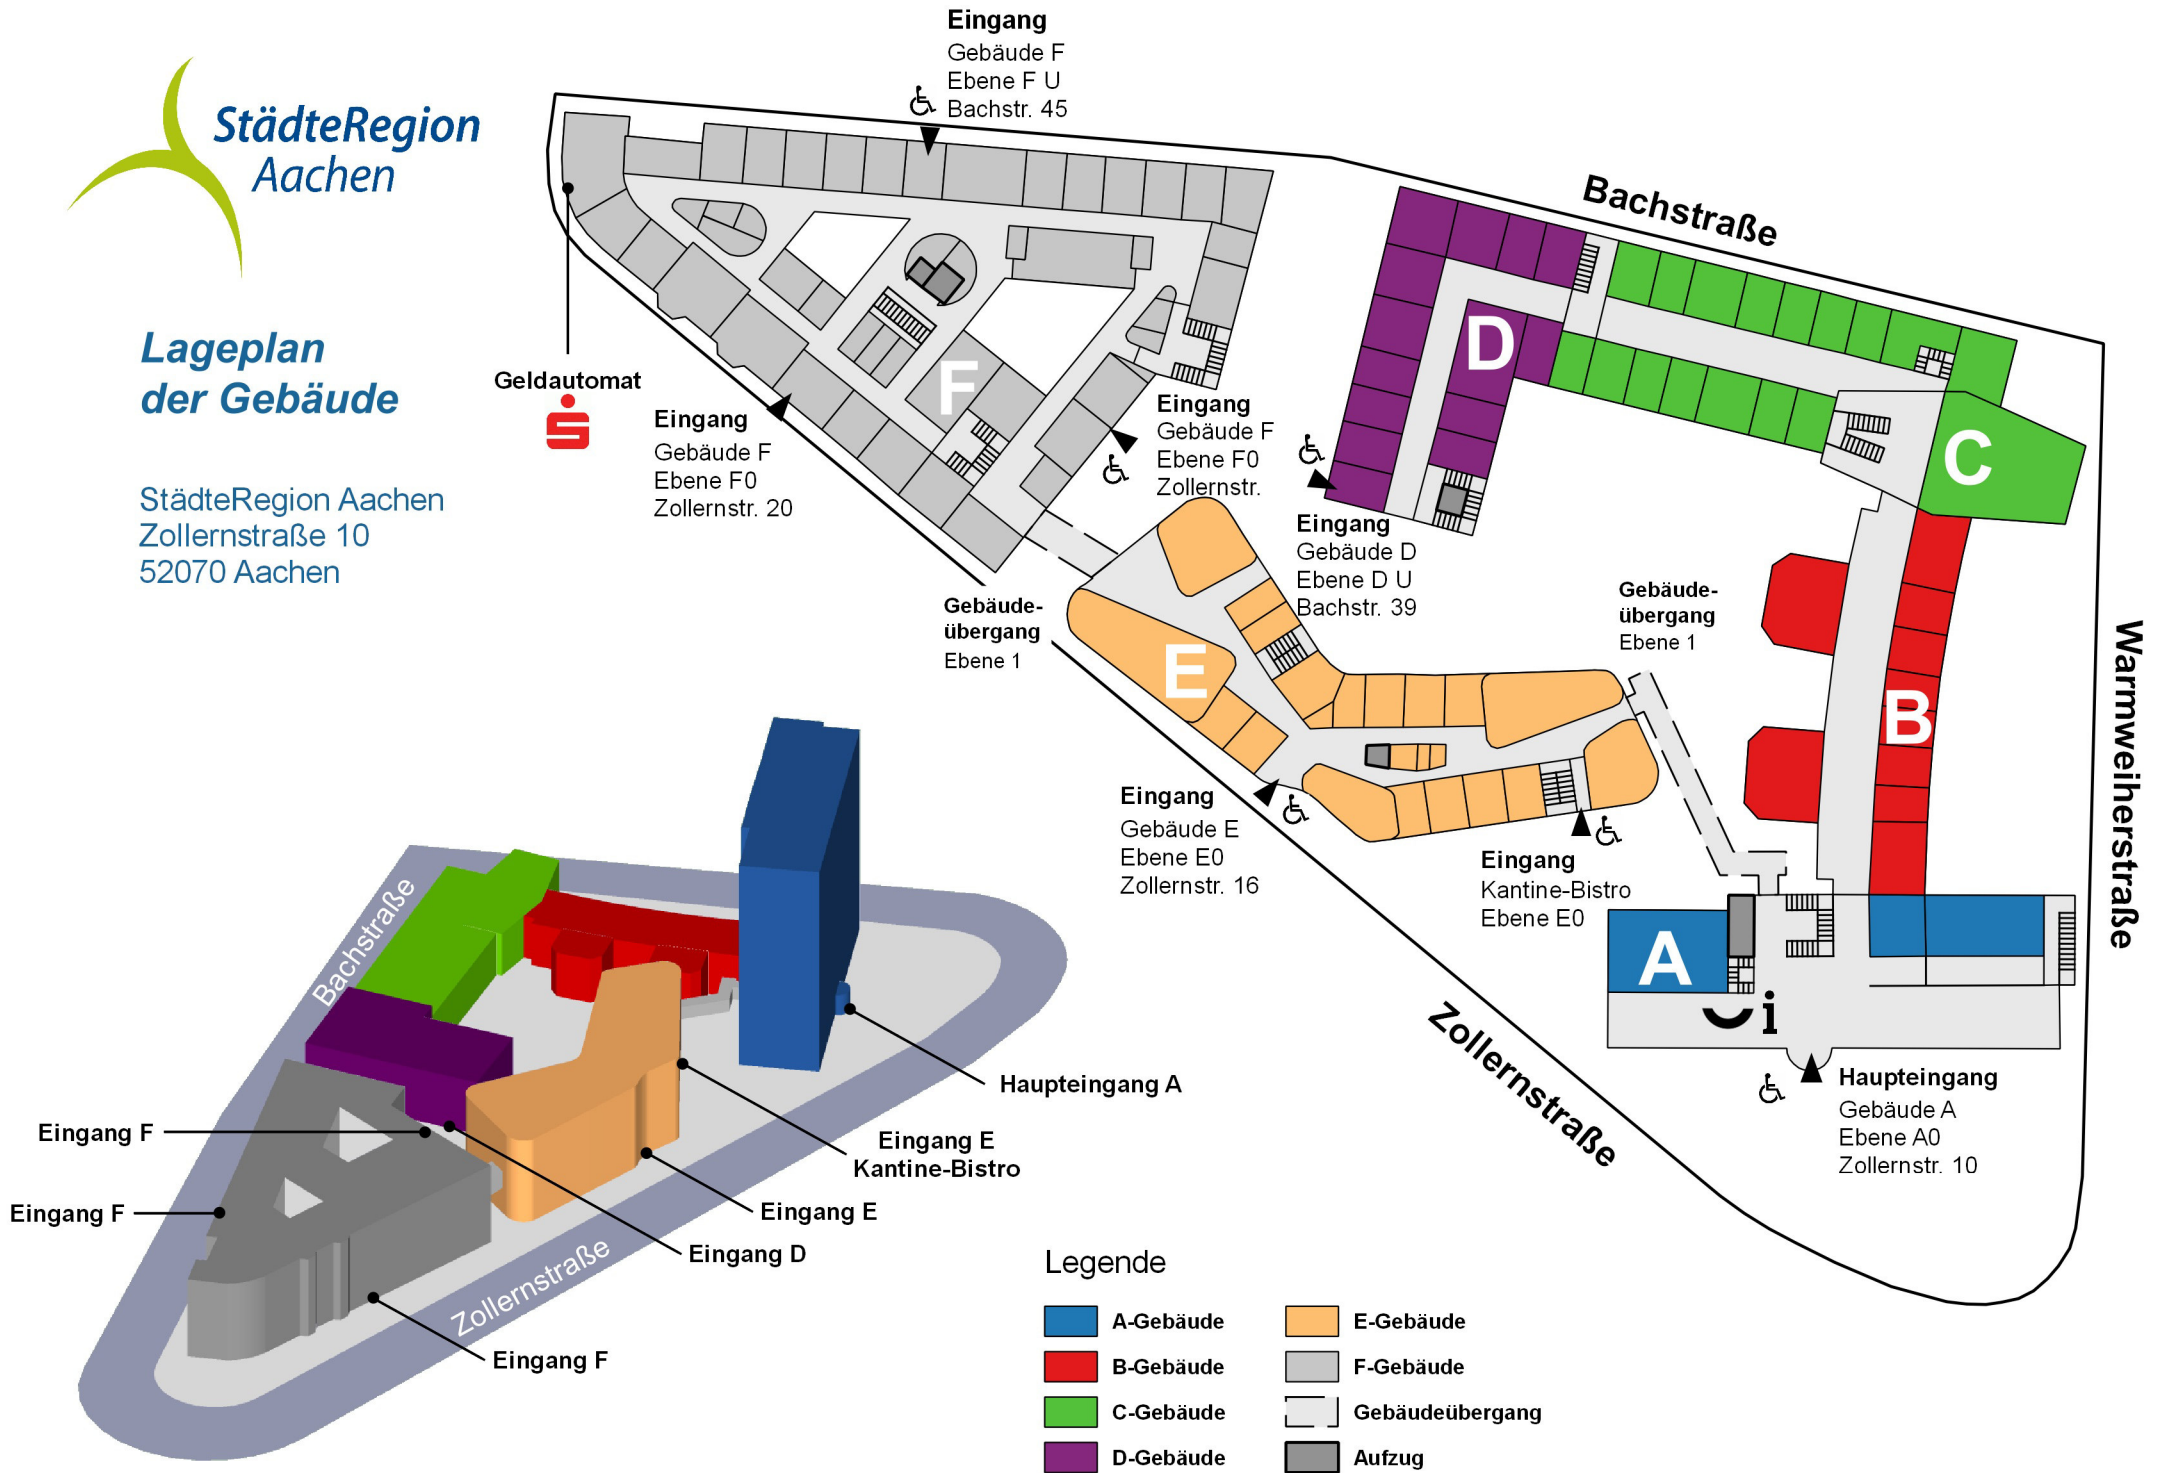 StädteRegion
Aachen
Lageplan
der Gebäude
StädteRegion Aachen
Zollernstraße 10
52070 Aachen
Eingang
Gebäude F
Ebene F U
Bachstr. 45
Geldautomat
Eingang
Gebäude F
Ebene F0
Zollernstr. 20
F
Eingang
Gebäude F
Ebene F0
Zollernstr.
Bachstraße
D
C
Eingang
Gebäude D
Ebene D U
Bachstr. 39
Gebäude-
übergang
Ebene 1
E
Gebäude-
übergang
Ebene 1
B
Warmweiherstraße
Eingang
Gebäude E
Ebene E0
Zollernstr. 16
Eingang
Kantine-Bistro
Ebene E0
A
i
Zollernstraße
Haupteingang
Gebäude A
Ebene A0
Zollernstr. 10
Bachstraße
Zollernstraße
Haupteingang A
Eingang E
Kantine-Bistro
Eingang E
Eingang D
Eingang F
Eingang F
Eingang F
Legende
A-Gebäude
B-Gebäude
C-Gebäude
D-Gebäude
E-Gebäude
F-Gebäude
Gebäudeübergang
Aufzug